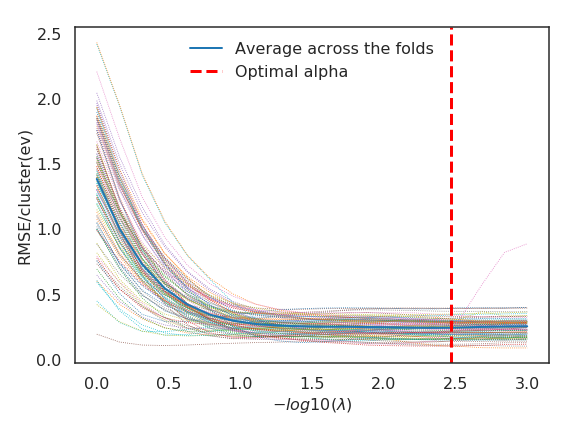 2.5
2.0
1.5
1.0
0.5
0.0
RMSE/cluster(ev)
Average across the folds
Optimal alpha
0.0 0.5 1.0 1.5 2.0 2.5 3.0
−log10(λ)